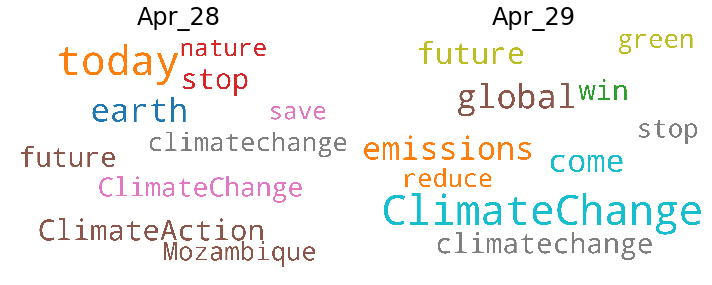 Apr_28
today
nature
stop
earth
save
climatechange
future
ClimateChange
ClimateAction
Mozambique
Apr_29
green
future
global
win
stop
emissions
come
reduce
ClimateChange
climatechange